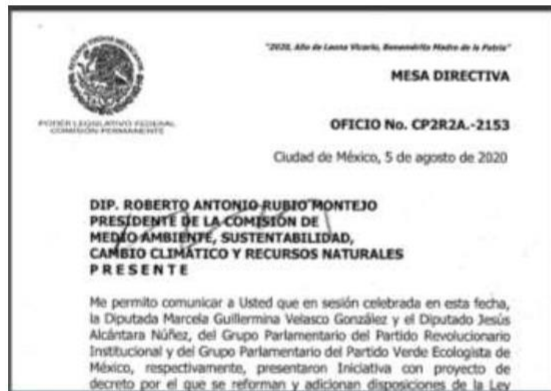 "2020, Año de Leona Vicario, Benemérita Madre de la Patria"
ESTADOS UNIDOS MEXICANOS
MESA DIRECTIVA
PODER LEGISLATIVO FEDERAL
COMISIÓN PERMANENTE
OFICIO No. CP2R2A.-2153
Ciudad de México, 5 de agosto de 2020
DIP. ROBERTO ANTONIO RUBIO MONTEJO
PRESIDENTE DE LA COMISIÓN DE
MEDIO AMBIENTE, SUSTENTABILIDAD,
CAMBIO CLIMÁTICO Y RECURSOS NATURALES
P R E S E N T E
Me permito comunicar a Usted que en sesión celebrada en esta fecha,
la Diputada Marcela Guillermina Velasco González y el Diputado Jesús
Alcántara Núñez, del Grupo Parlamentario del Partido Revolucionario
Institucional y del Grupo Parlamentario del Partido Verde Ecologista de
México, respectivamente, presentaron Iniciativa con proyecto de
decreto por el que se reforman y adicionan disposiciones de la Ley